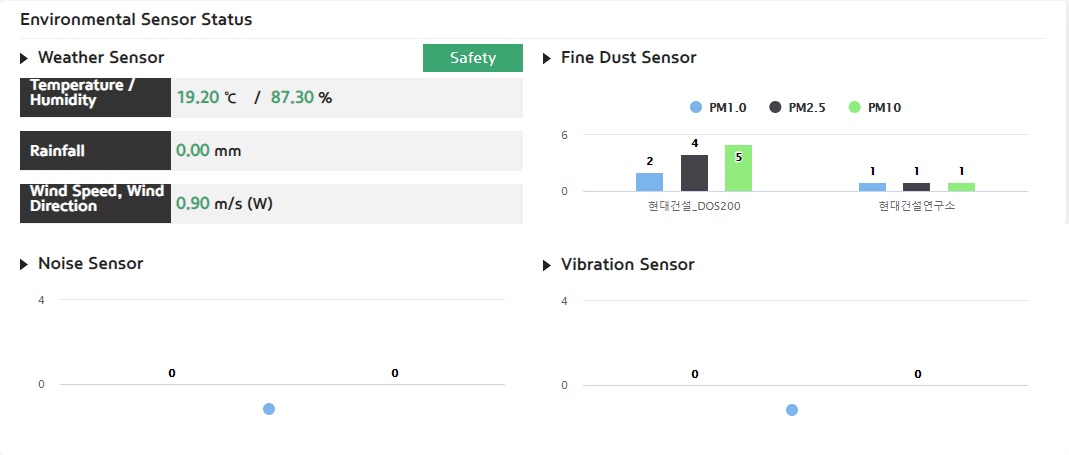 Environmental Sensor Status
Weather Sensor
Safety
Temperature /
Humidity
19.20 ℃ / 87.30 %
Rainfall
0.00 mm
Wind Speed, Wind
Direction
0.90 m/s (W)
Fine Dust Sensor
PM1.0 PM2.5 PM10
6
0
2
4
5
1 1 1
현대건설_DOS200
현대건설연구소
Noise Sensor
4
0
0 0
Vibration Sensor
4
0
0 0